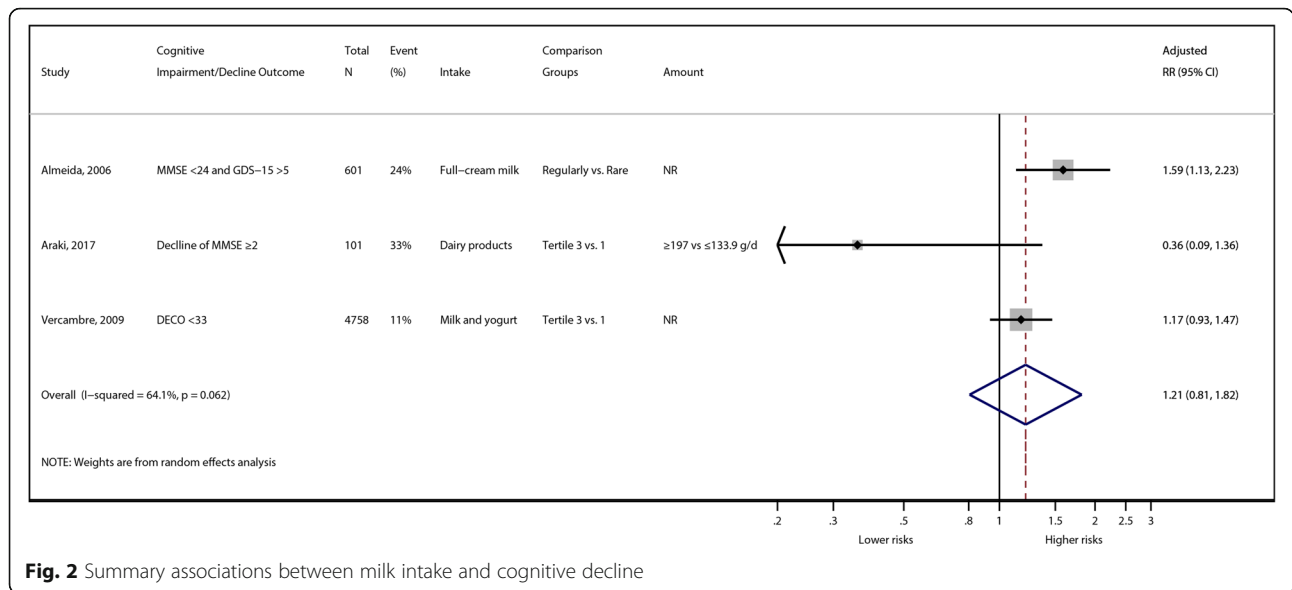 Cognitive Total Event Comparison Adjusted
Study Impairment/Decline Outcome N (%) Intake Groups Amount RR (95% CI)
Almeida, 2006 MMSE <24 and GDS−15 >5 601 24% Full−cream milk Regularly vs. Rare NR 1.59 (1.13, 2.23)
Araki, 2017 Declline of MMSE ≥2 101 33% Dairy products Tertile 3 vs. 1 ≥197 vs ≤133.9 g/d 0.36 (0.09, 1.36)
Vercambre, 2009 DECO <33 4758 11% Milk and yogurt Tertile 3 vs. 1 NR 1.17 (0.93, 1.47)
Overall (I−squared = 64.1%, p = 0.062) 1.21 (0.81, 1.82)
NOTE: Weights are from random effects analysis
.2 .3 .5 .8 1 1.5 2 2.5 3
Lower risks Higher risks
Fig. 2 Summary associations between milk intake and cognitive decline